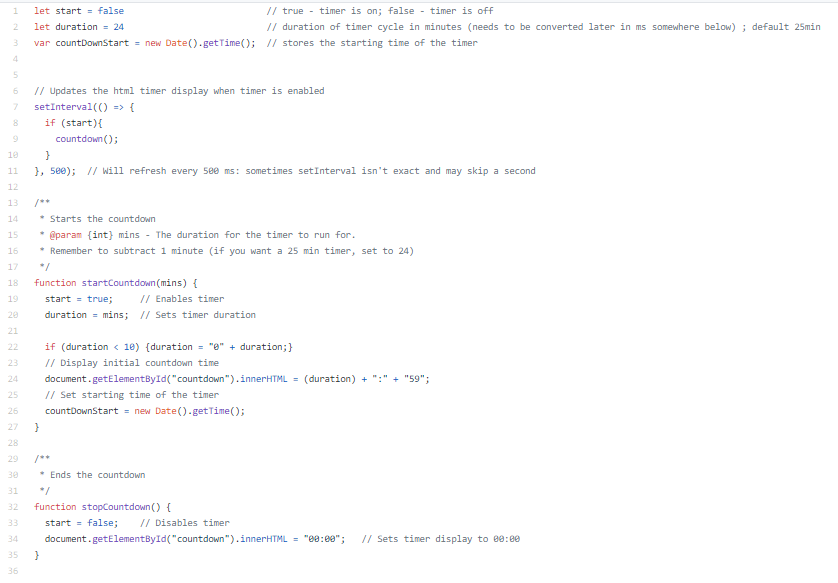 1 let start = false // true - timer is on; false - timer is off
2 let duration = 24 // duration of timer cycle in minutes (needs to be converted later in ms somewhere below) ; default 25min
3 var countDownStart = new Date().getTime(); // stores the starting time of the timer
4
5
6 // Updates the html timer display when timer is enabled
7 setInterval(() => {
8 if (start){
9 countdown();
10 }
11 }, 500); // Will refresh every 500 ms: sometimes setInterval isn't exact and may skip a second
12
13 /**
14 * Starts the countdown
15 * @param {int} mins - The duration for the timer to run for.
16 * Remember to subtract 1 minute (if you want a 25 min timer, set to 24)
17 */
18 function startCountdown(mins) {
19 start = true; // Enables timer
20 duration = mins; // Sets timer duration
21
22 if (duration < 10) {duration = "0" + duration;}
23 // Display initial countdown time
24 document.getElementById("countdown").innerHTML = (duration) + ":" + "59";
25 // Set starting time of the timer
26 countDownStart = new Date().getTime();
27 }
28
29 /**
30 * Ends the countdown
31 */
32 function stopCountdown() {
33 start = false; // Disables timer
34 document.getElementById("countdown").innerHTML = "00:00"; // Sets timer display to 00:00
35 }
36